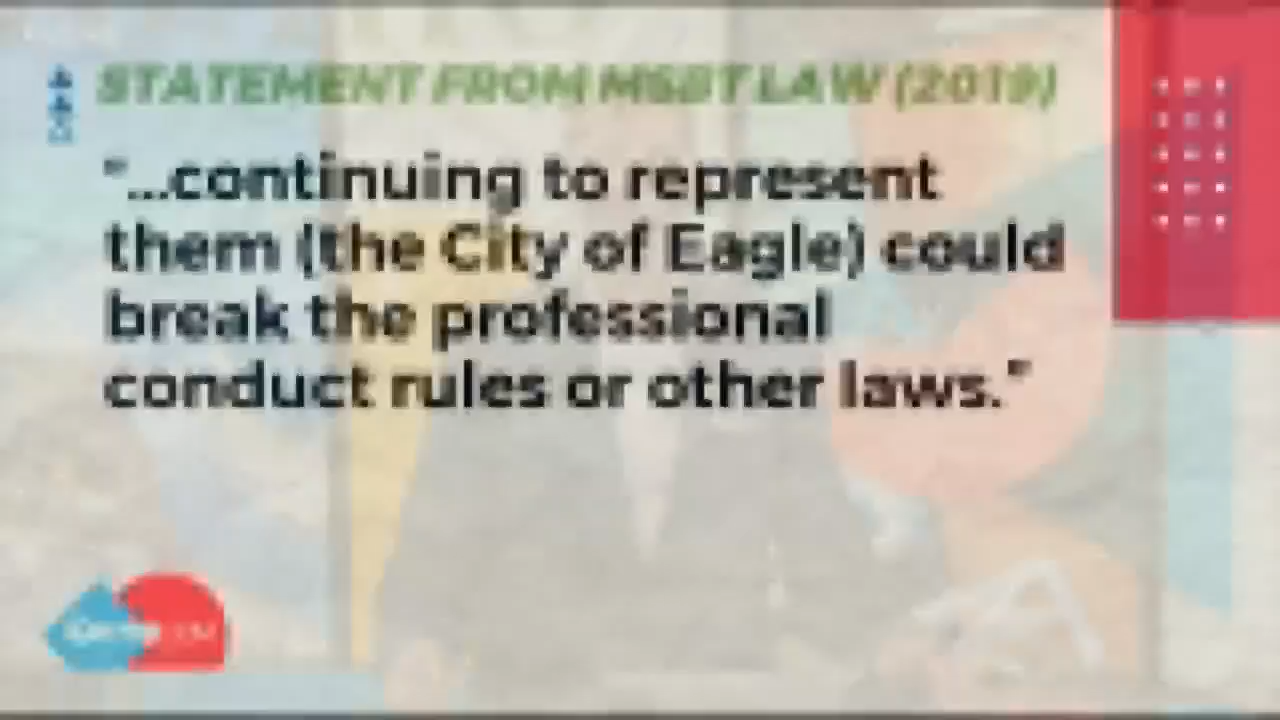 STATEMENT FROM MSBT LAW (2019)
"...continuing to represent
them (the City of Eagle) could
break the professional
conduct rules or other laws."